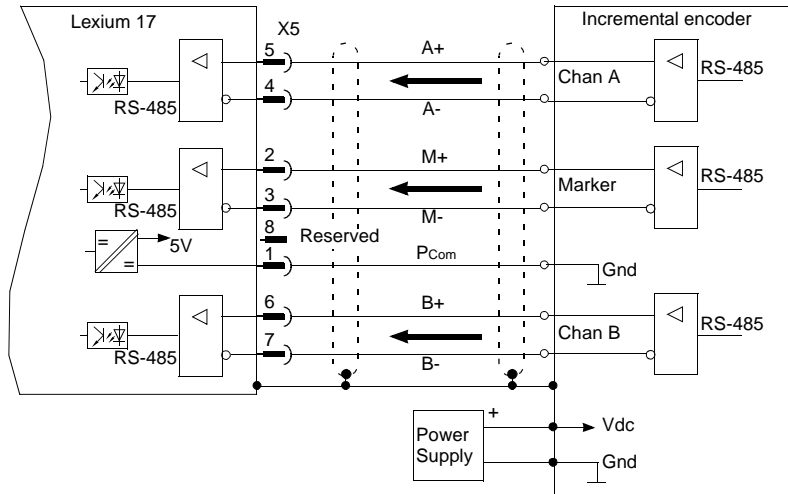 Lexium 17
X5
Incremental encoder
5
A+
Chan A
RS-485
RS-485
4
A-
2
M+
Marker
RS-485
RS-485
3
M-
8
Reserved
=
=
5V
1
PCom
Gnd
6
B+
Chan B
RS-485
RS-485
7
B-
Power
Supply
+
Vdc
Gnd